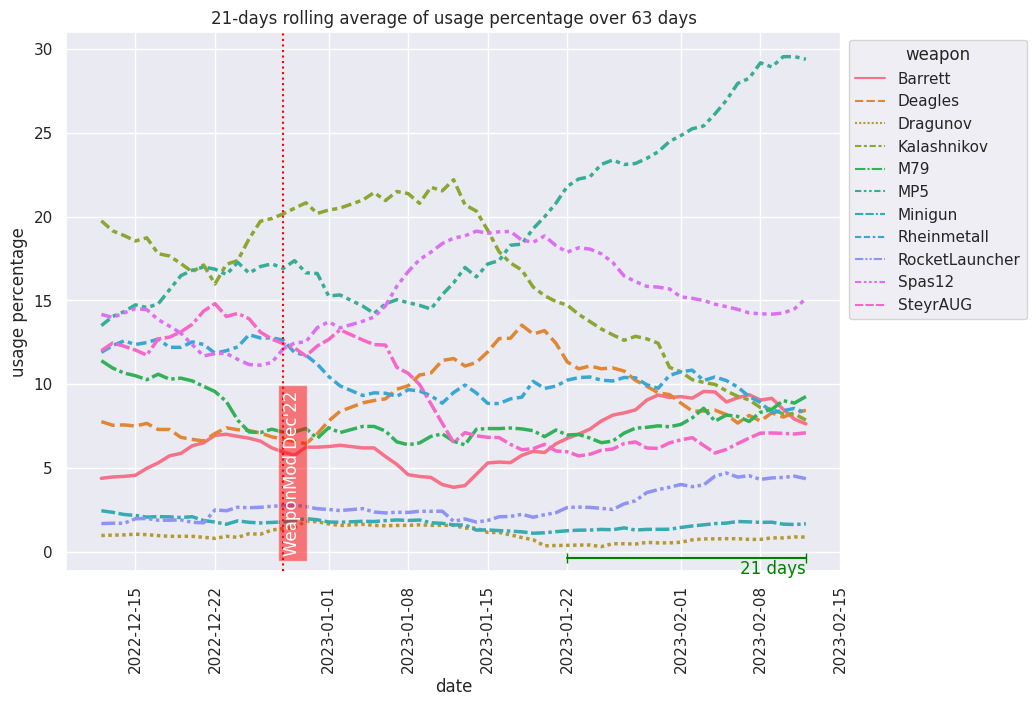 21-days rolling average of usage percentage over 63 days
usage percentage
30
25
20
15
10
5
0
WeaponMod Dec'22
21 days
2022-12-15
2022-12-22
2023-01-01
2023-01-08
2023-01-15
2023-01-22
2023-02-01
2023-02-08
2023-02-15
date
weapon
Barrett
Deagles
Dragunov
Kalashnikov
M79
MP5
Minigun
Rheinmetall
RocketLauncher
Spas12
SteyrAUG